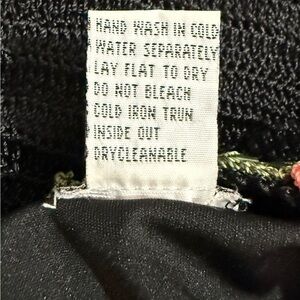 HAND WASH IN COLD
WATER SEPARATELY
LAY FLAT TO DRY
DO NOT BLEACH
COLD IRON TRUN
INSIDE OUT
DRYCLEANABLE